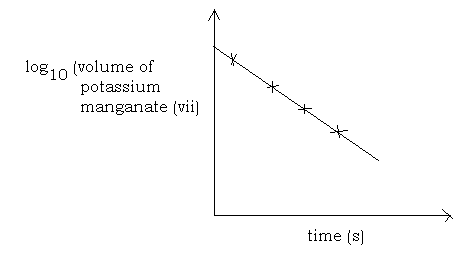 log10 (volume of
potassium
manganate (vii)
time (s)